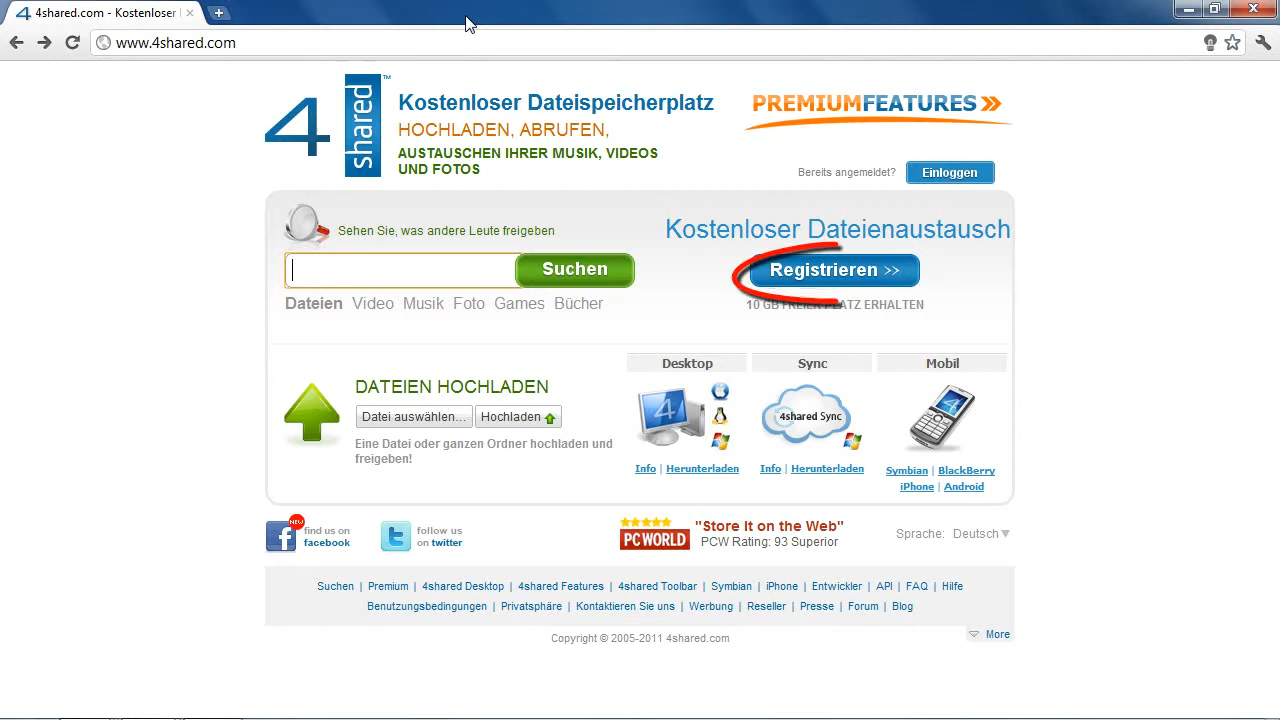 4shared.com - Kostenloser
www.4shared.com
4 shared™
Kostenloser Dateispeicherplatz
HOCHLADEN, ABRUFEN,
AUSTAUSCHEN IHRER MUSIK, VIDEOS
UND FOTOS
PREMIUMFEATURES
Bereits angemeldet? Einloggen
Sehen Sie, was andere Leute freigeben
Kostenloser Dateienaustausch
Suchen
Registrieren >>
Dateien Video Musik Foto Games Bücher
10 GB FREIER PLATZ ERHALTEN
DATEIEN HOCHLADEN
Datei auswählen... Hochladen
Eine Datei oder ganzen Ordner hochladen und
freigeben!
Desktop
4
Info | Herunterladen
Sync
4shared Sync
Info | Herunterladen
Mobil
Symbian | BlackBerry
iPhone | Android
NEW
find us on
facebook
follow us
on twitter
PC WORLD
"Store It on the Web"
PCW Rating: 93 Superior
Sprache: Deutsch
Suchen | Premium | 4shared Desktop | 4shared Features | 4shared Toolbar | Symbian | iPhone | Entwickler | API | FAQ | Hilfe
Benutzungsbedingungen | Privatsphäre | Kontaktieren Sie uns | Werbung | Reseller | Presse | Forum | Blog
More
Copyright © 2005-2011 4shared.com